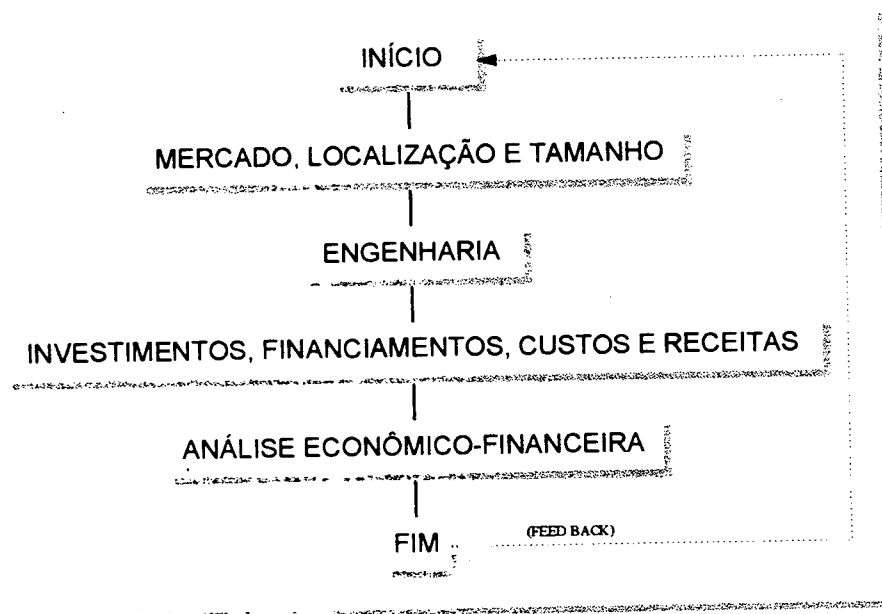 INÍCIO
MERCADO, LOCALIZAÇÃO E TAMANHO
ENGENHARIA
INVESTIMENTOS, FINANCIAMENTOS, CUSTOS E RECEITAS
ANÁLISE ECONÔMICO-FINANCEIRA
FIM
(FEED BACK)